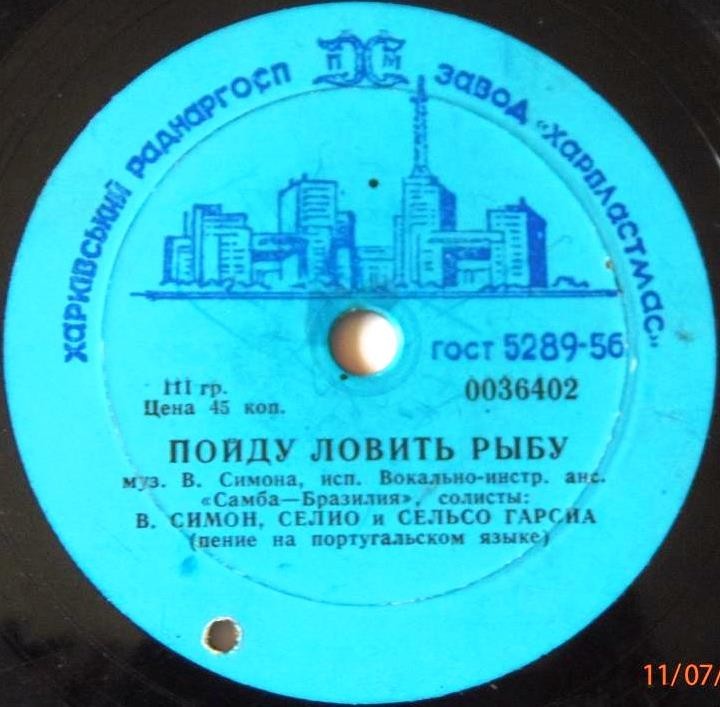 ХАРКІВСЬКИЙ РАДНАРГОСП
ПМ
ЗАВОД "ХАРПЛАСТМАС"
ГОСТ 5289-56
III гр.
0036402
Цена 45 коп.
ПОЙДУ ЛОВИТЬ РЫБУ
муз. В. Симона, исп. Вокально-инстр. анс.
«Самба—Бразилия», солисты:
В. СИМОН, СЕЛИО и СЕЛЬСО ГАРСИА
(пение на португальском языке)
11/07/